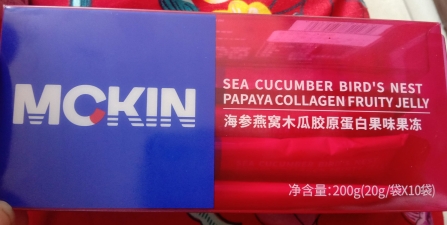 MCKIN
SEA CUCUMBER BIRD'S NEST
PAPAYA COLLAGEN FRUITY JELLY
海参燕窝木瓜胶原蛋白果味果冻
净含量：200g(20g/袋X10袋)